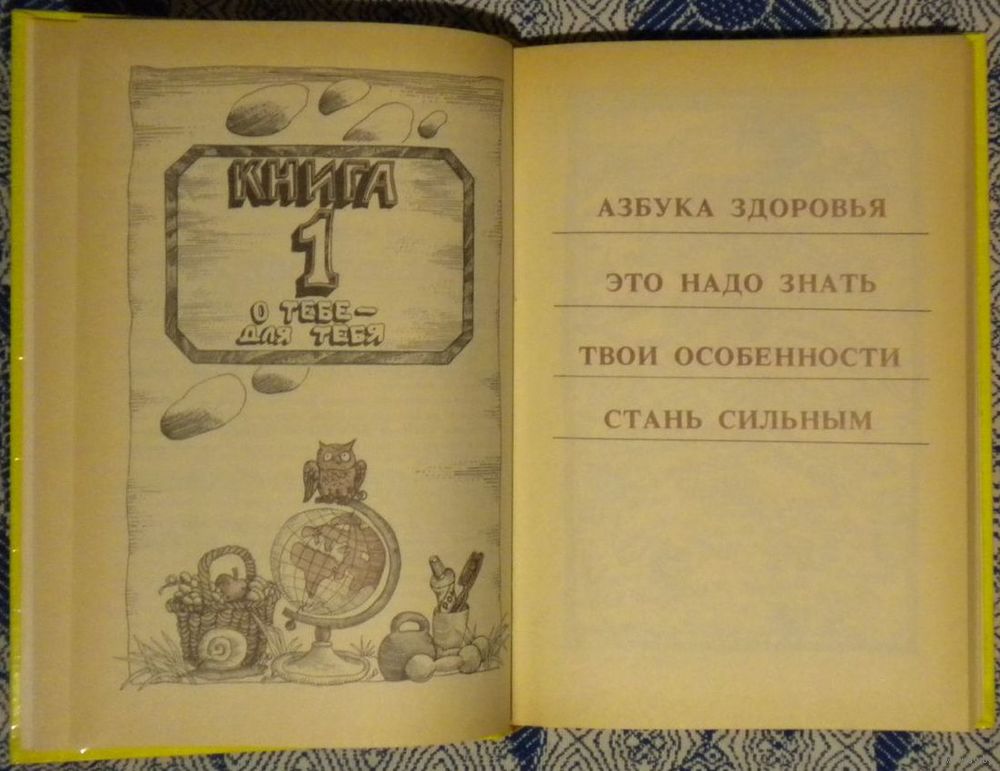 КНИГА
1
О ТЕБЕ —
ДЛЯ ТЕБЯ
АЗБУКА ЗДОРОВЬЯ
ЭТО НАДО ЗНАТЬ
ТВОИ ОСОБЕННОСТИ
СТАНЬ СИЛЬНЫМ